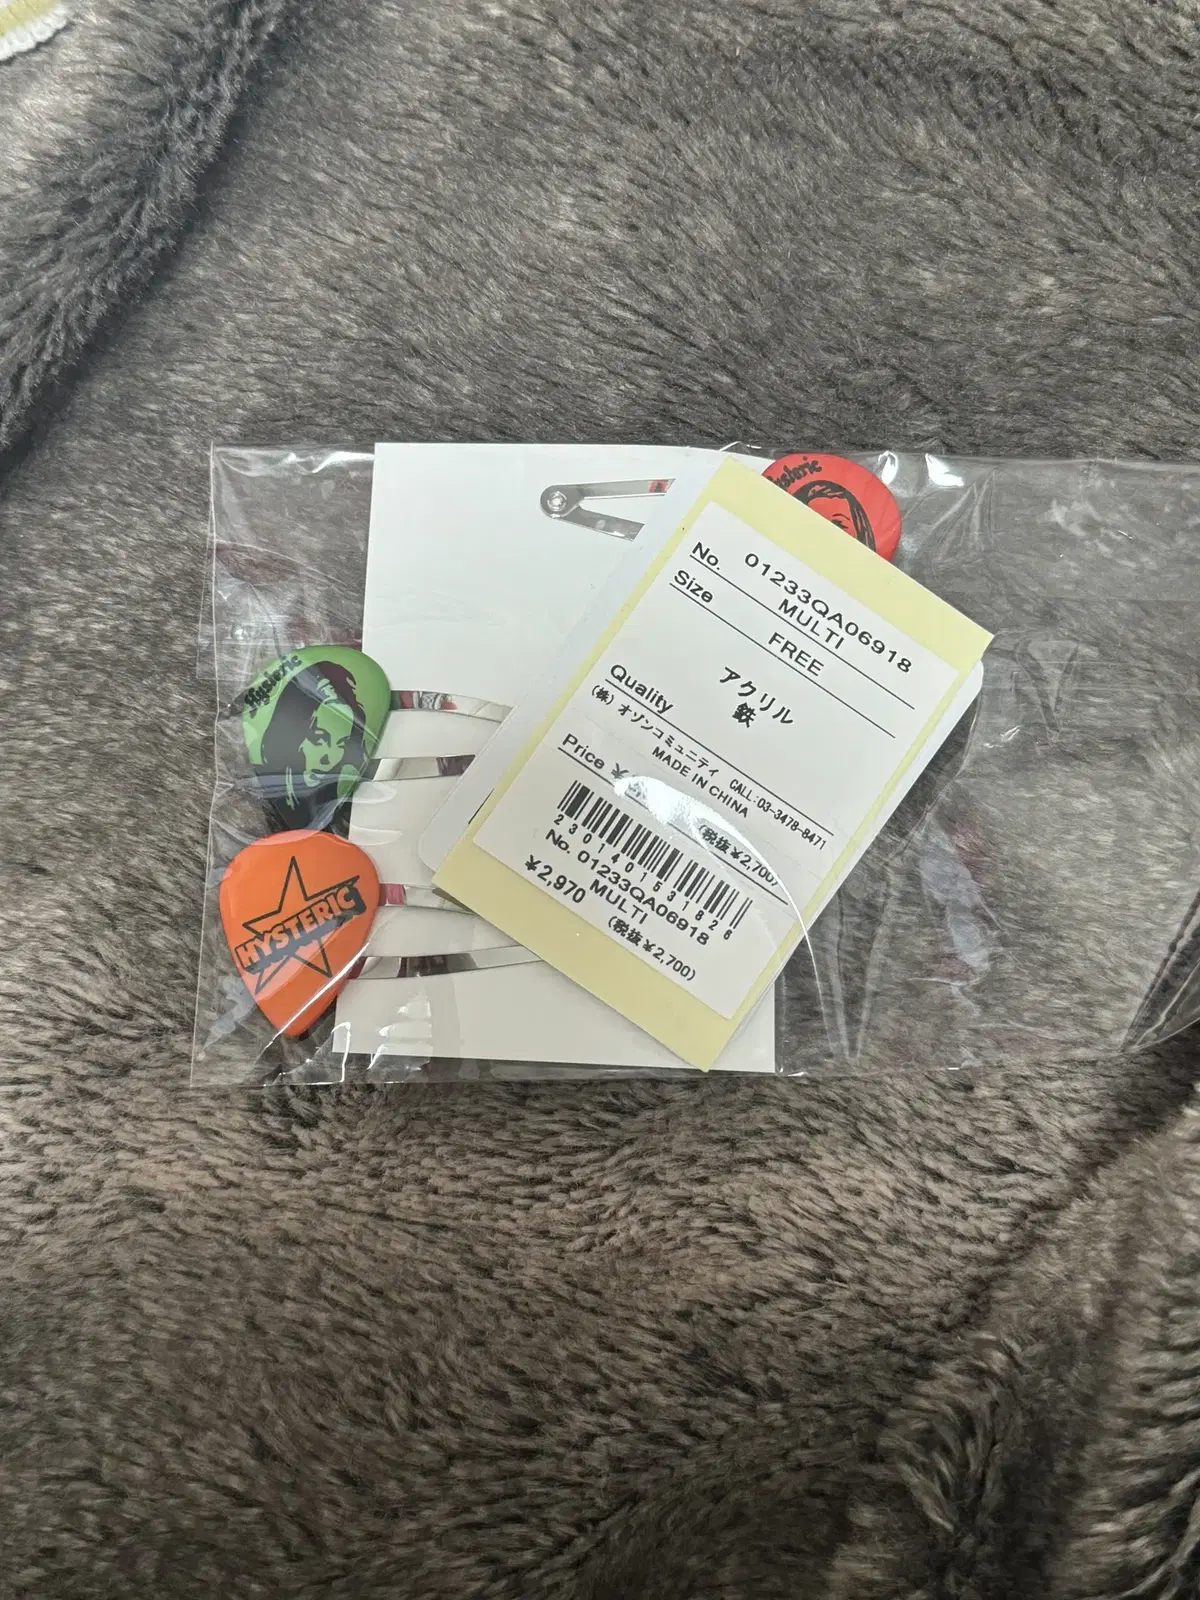 Hysteric
HYSTERIC
No. 01233QA06918
MULTI
Size FREE
Quality アクリル
鉄
(株) オゾンコミュニティ CALL:03-3478-8471
MADE IN CHINA
Price ¥
(税抜¥2,700)
2301401531826
No. 01233QA06918
MULTI
¥2,970 (税抜¥2,700)